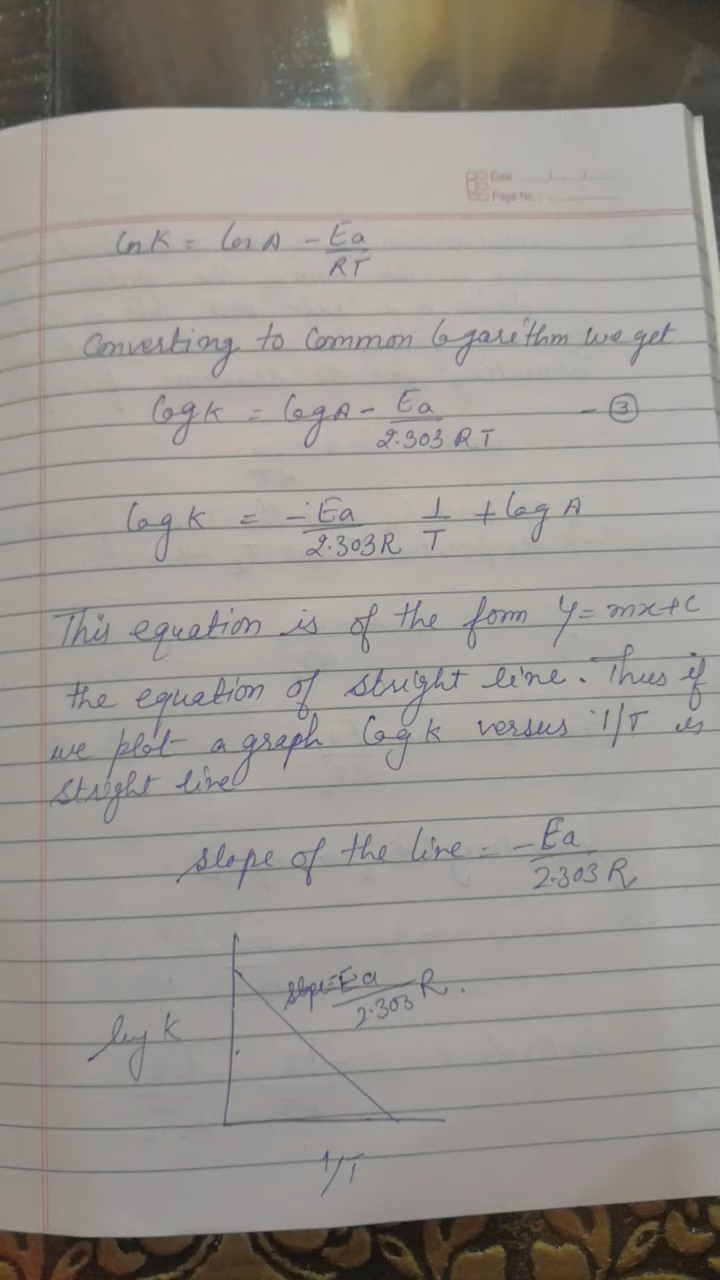 Date / /
Page No. :
ln K = ln A - Ea/RT
Converting to Common logarithm we get
log K = log A - Ea/2.303 RT - ③
log K = -Ea/2.303R 1/T + log A
This equation is of the form y = mx+c
the equation of stright line. Thus if
we plot a graph log K versus 1/T is
stright line
slope of the line = -Ea/2.303 R
slope = Ea/2.303 R.
log K
1/T